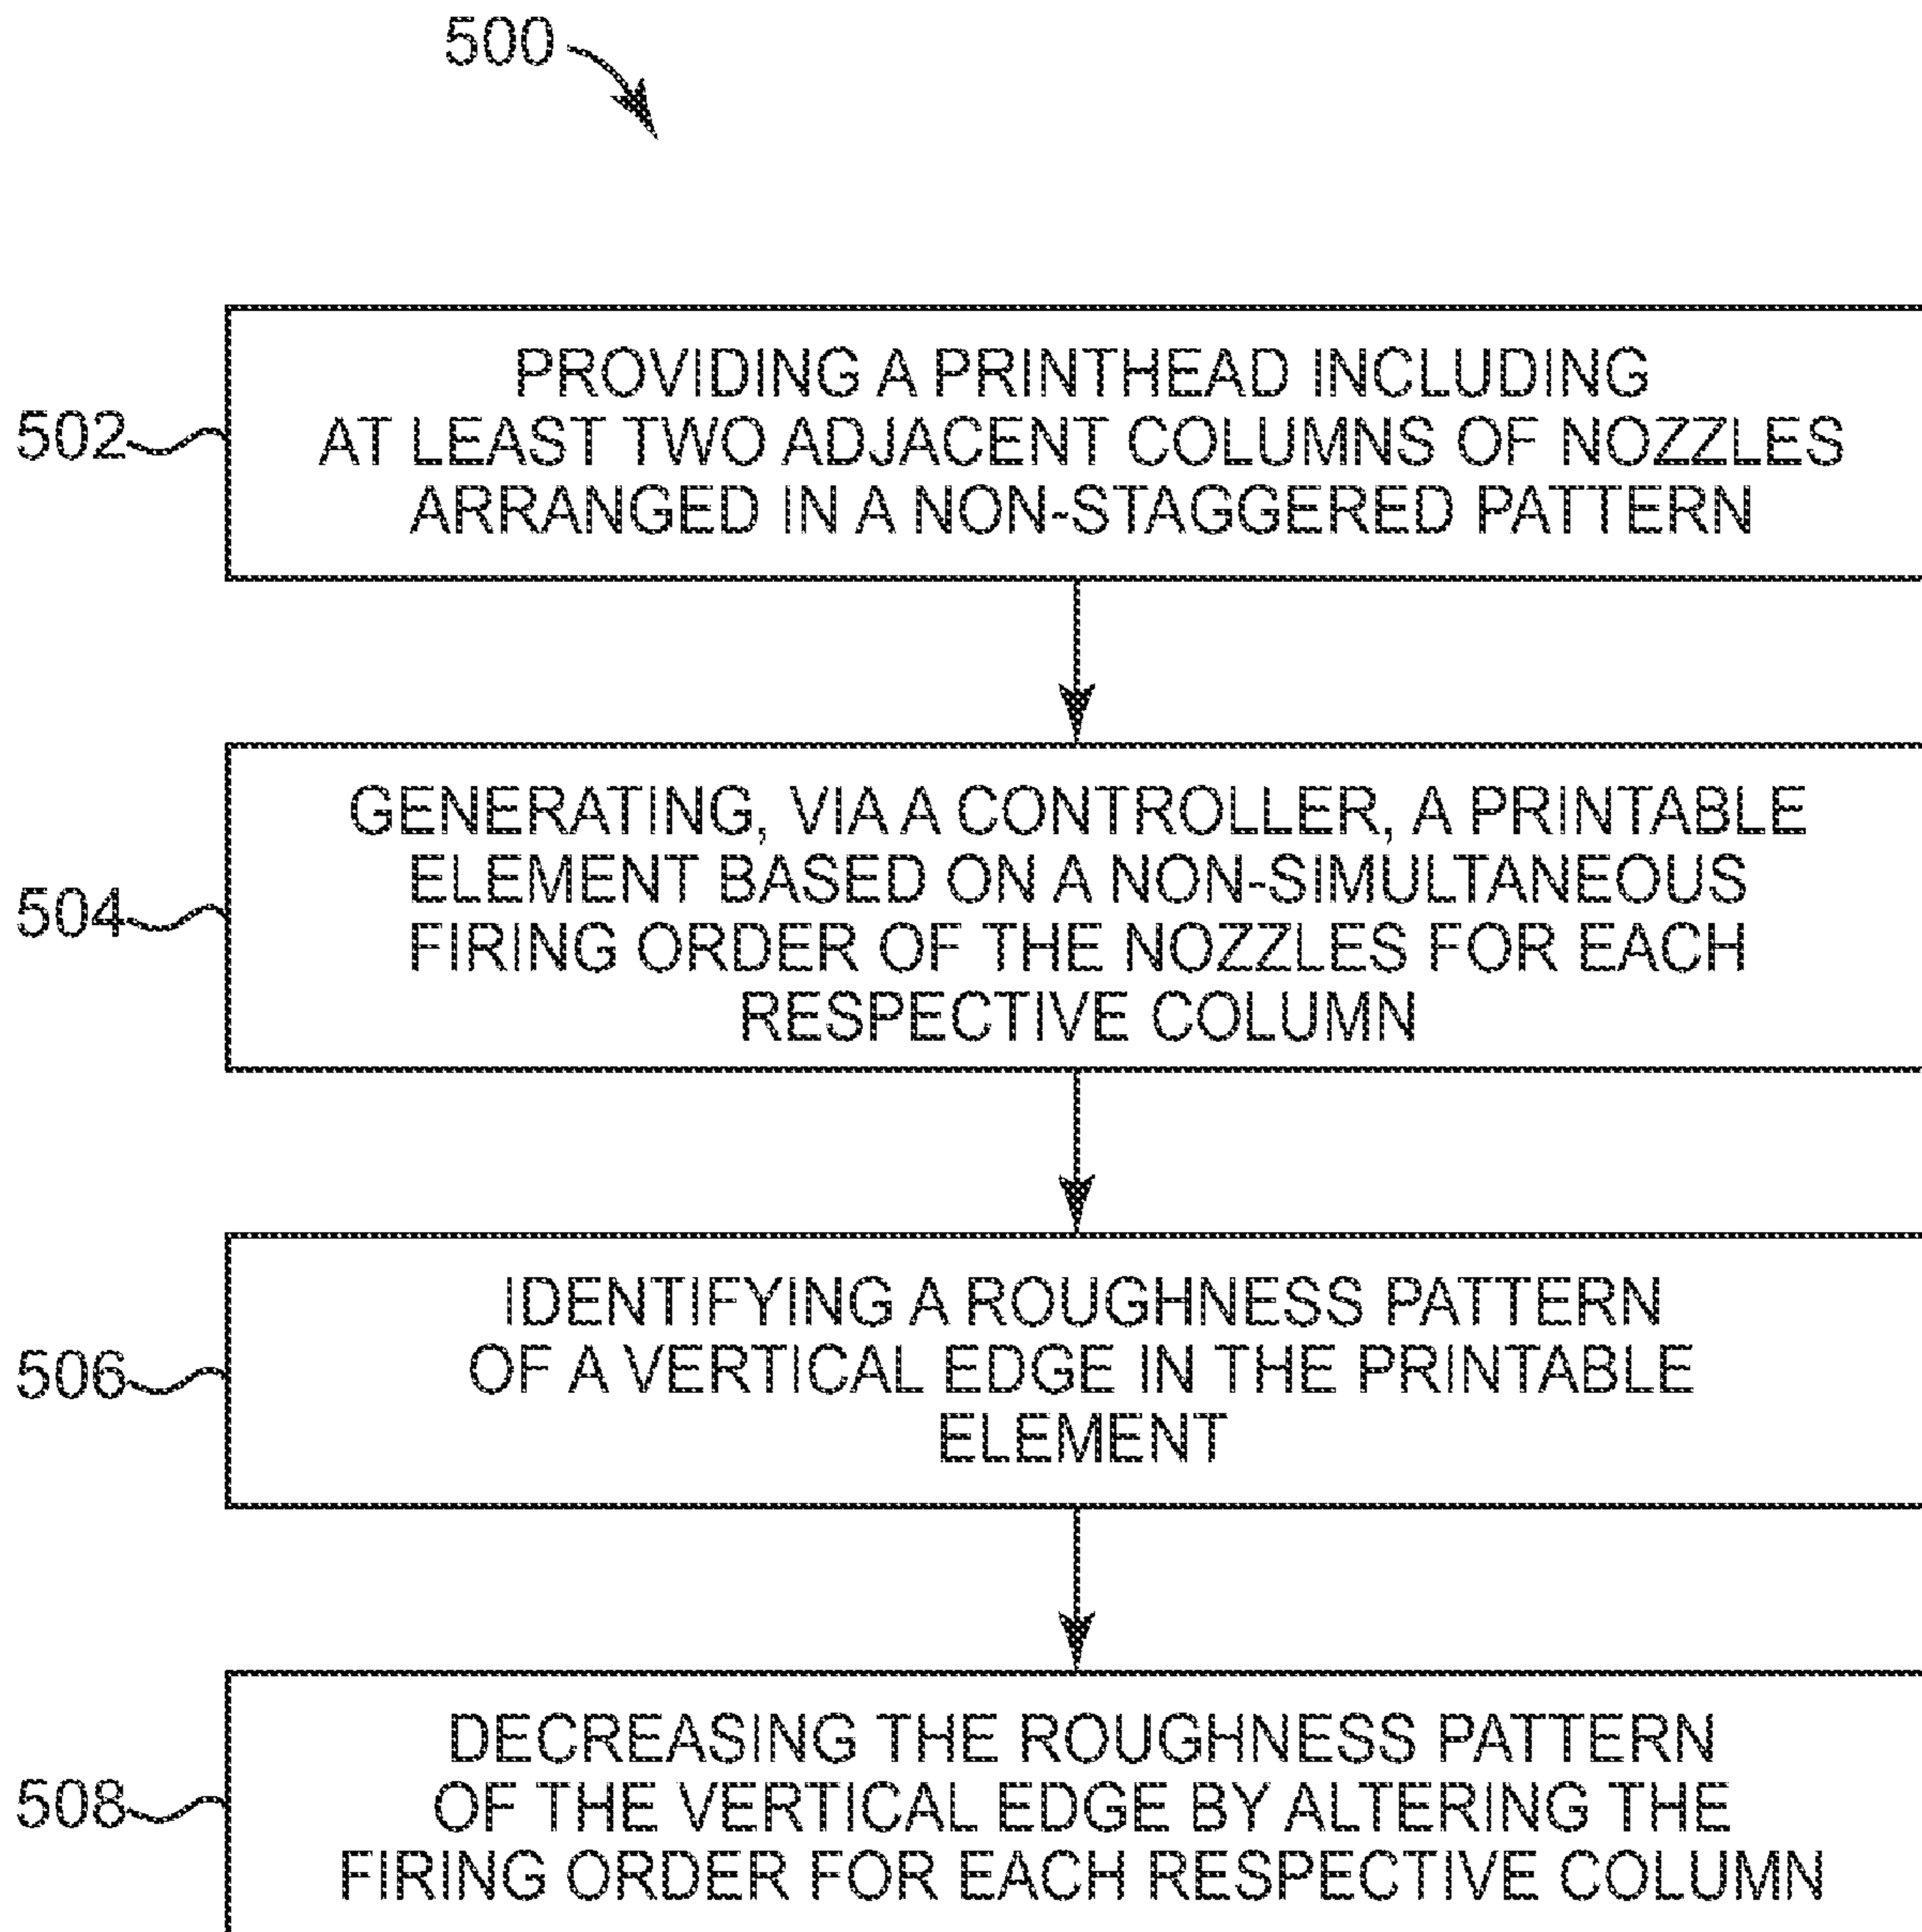 500
PROVIDING A PRINTHEAD INCLUDING
AT LEAST TWO ADJACENT COLUMNS OF NOZZLES
ARRANGED IN A NON-STAGGERED PATTERN
502
GENERATING, VIA A CONTROLLER, A PRINTABLE
ELEMENT BASED ON A NON-SIMULTANEOUS
FIRING ORDER OF THE NOZZLES FOR EACH
RESPECTIVE COLUMN
504
IDENTIFYING A ROUGHNESS PATTERN
OF A VERTICAL EDGE IN THE PRINTABLE
ELEMENT
506
DECREASING THE ROUGHNESS PATTERN
OF THE VERTICAL EDGE BY ALTERING THE
FIRING ORDER FOR EACH RESPECTIVE COLUMN
508